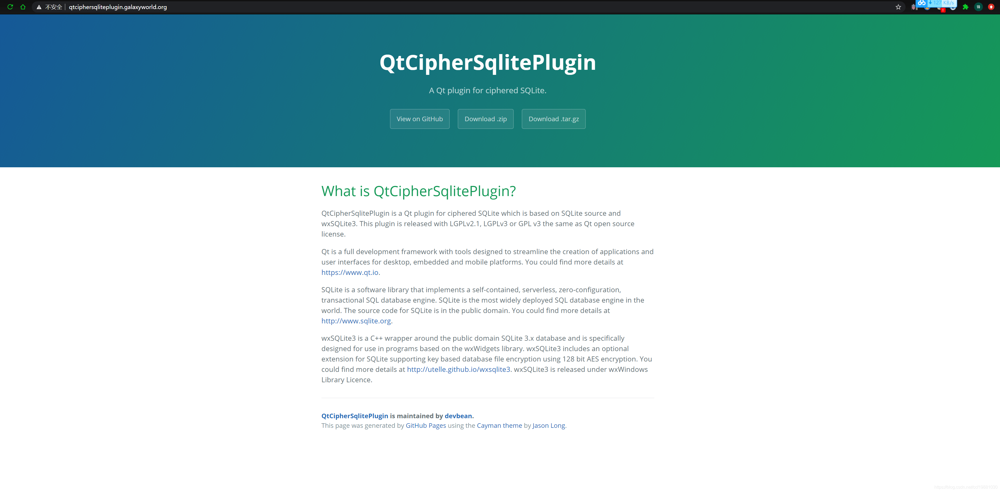 不安全 | qtciphersqliteplugin.galaxyworld.org
127 KB/s
锋
QtCipherSqlitePlugin
A Qt plugin for ciphered SQLite.
View on GitHub
Download .zip
Download .tar.gz
What is QtCipherSqlitePlugin?
QtCipherSqlitePlugin is a Qt plugin for ciphered SQLite which is based on SQLite source and
wxSQLite3. This plugin is released with LGPLv2.1, LGPLv3 or GPL v3 the same as Qt open source
license.
Qt is a full development framework with tools designed to streamline the creation of applications and
user interfaces for desktop, embedded and mobile platforms. You could find more details at
https://www.qt.io.
SQLite is a software library that implements a self-contained, serverless, zero-configuration,
transactional SQL database engine. SQLite is the most widely deployed SQL database engine in the
world. The source code for SQLite is in the public domain. You could find more details at
http://www.sqlite.org.
wxSQLite3 is a C++ wrapper around the public domain SQLite 3.x database and is specifically
designed for use in programs based on the wxWidgets library. wxSQLite3 includes an optional
extension for SQLite supporting key based database file encryption using 128 bit AES encryption. You
could find more details at http://utelle.github.io/wxsqlite3. wxSQLite3 is released under wxWindows
Library Licence.
QtCipherSqlitePlugin is maintained by devbean.
This page was generated by GitHub Pages using the Cayman theme by Jason Long.